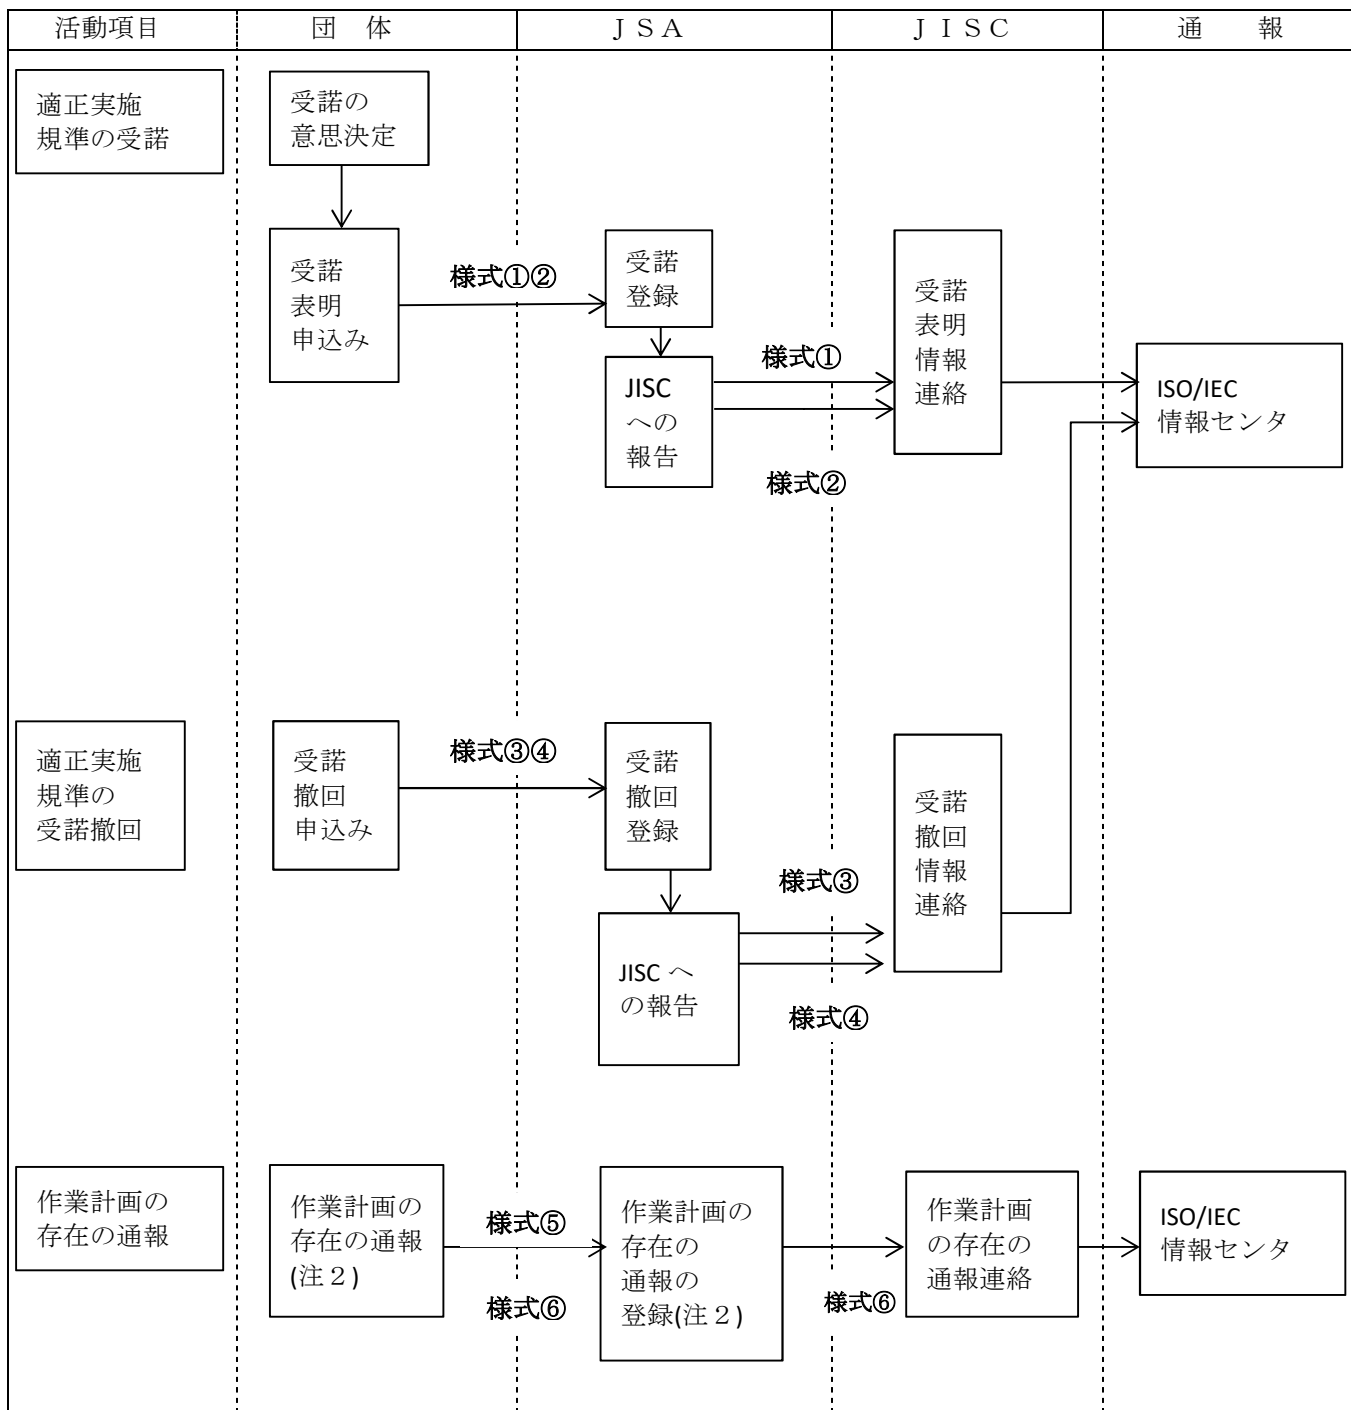 活動項目
団　体
ＪＳＡ
ＪＩＳＣ
通　　報
適正実施
規準の受諾
受諾の
意思決定
受諾
表明
申込み
様式①②
受諾
登録
JISC
への
報告
様式①
様式②
受諾
表明
情報
連絡
ISO/IEC
情報センタ
適正実施
規準の
受諾撤回
受諾
撤回
申込み
様式③④
受諾
撤回
登録
JISC へ
の報告
様式③
様式④
受諾
撤回
情報
連絡
作業計画の
存在の通報
作業計画の
存在の通報
(注２)
様式⑤
様式⑥
作業計画の
存在の
通報の
登録(注２)
様式⑥
作業計画
の存在の
通報連絡
ISO/IEC
情報センタ